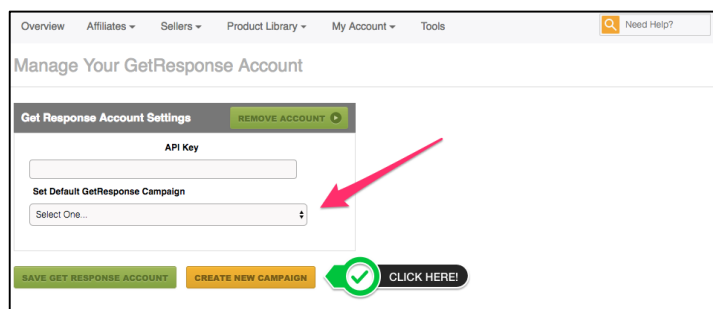 Overview Affiliates Sellers Product Library My Account Tools Need Help?
Manage Your GetResponse Account
Get Response Account Settings REMOVE ACCOUNT
API Key
Set Default GetResponse Campaign
Select One...
SAVE GET RESPONSE ACCOUNT CREATE NEW CAMPAIGN CLICK HERE!